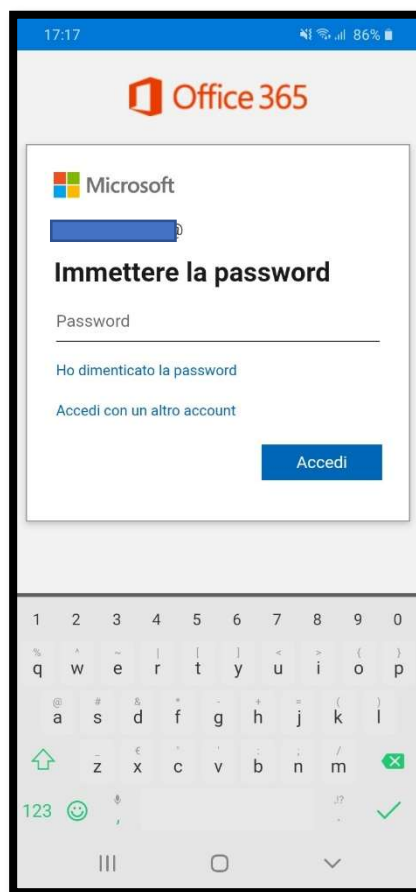 17:17 86%
Office 365
Microsoft
@
Immettere la password
Password
Ho dimenticato la password
Accedi con un altro account
Accedi
1 2 3 4 5 6 7 8 9 0
% ^ ~ | [ ] < > { }
q w e r t y u i o p
@ # & * - + = ( )
a s d f g h j k l
_ € " ' : ; /
z x c v b n m
123 , !? .